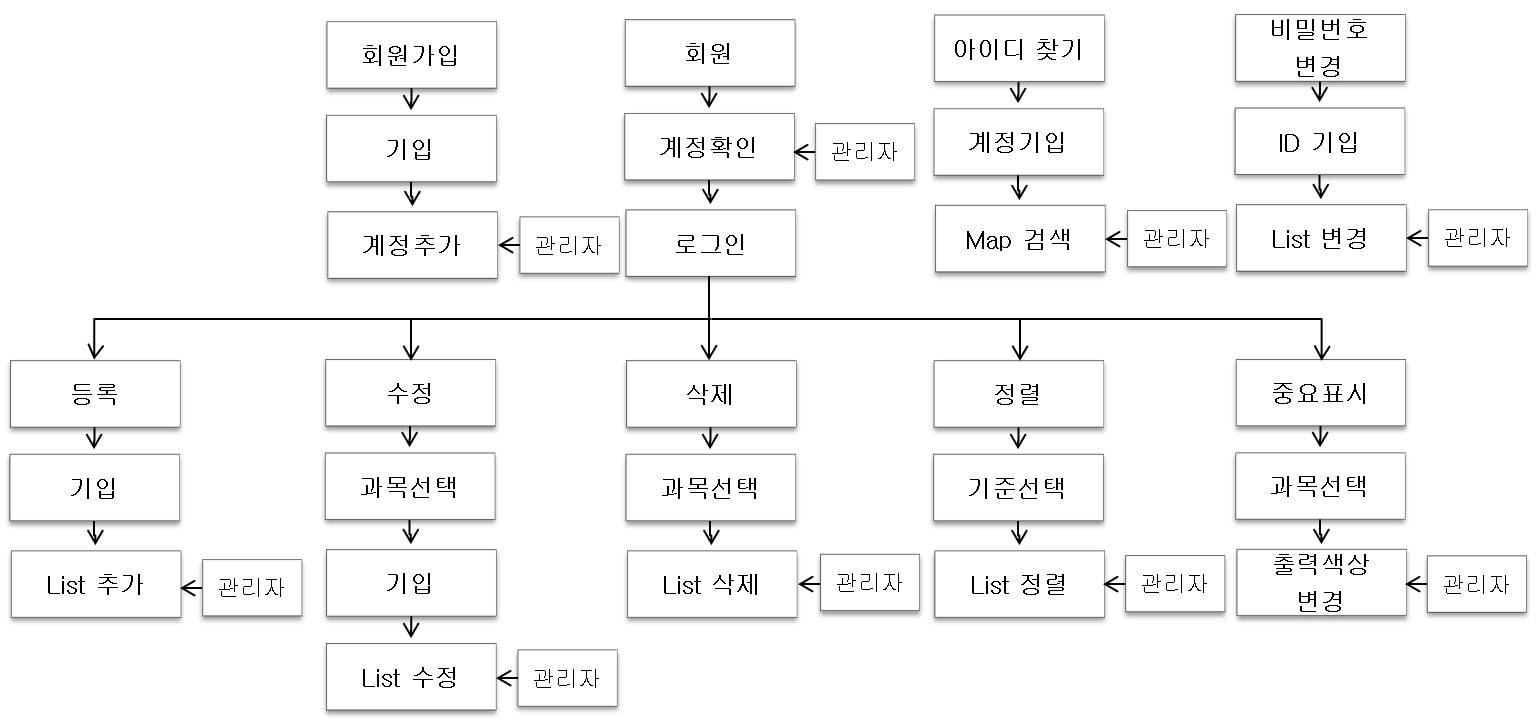 회원가입
기입
계정추가
관리자
회원
계정확인
관리자
로그인
아이디 찾기
계정기입
Map 검색
관리자
비밀번호
변경
ID 기입
List 변경
관리자
등록
기입
List 추가
관리자
수정
과목선택
기입
List 수정
관리자
삭제
과목선택
List 삭제
관리자
정렬
기준선택
List 정렬
관리자
중요표시
과목선택
출력색상
변경
관리자